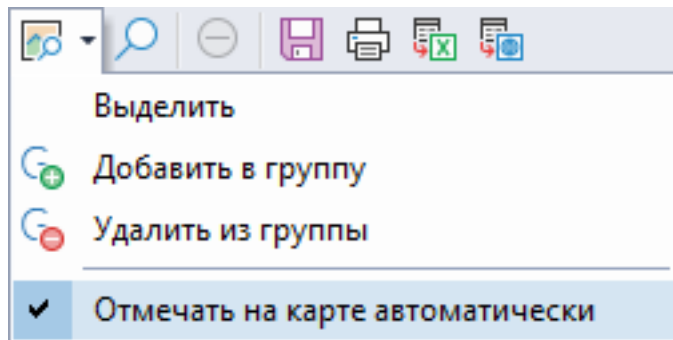 Выделить
Добавить в группу
Удалить из группы
Отмечать на карте автоматически